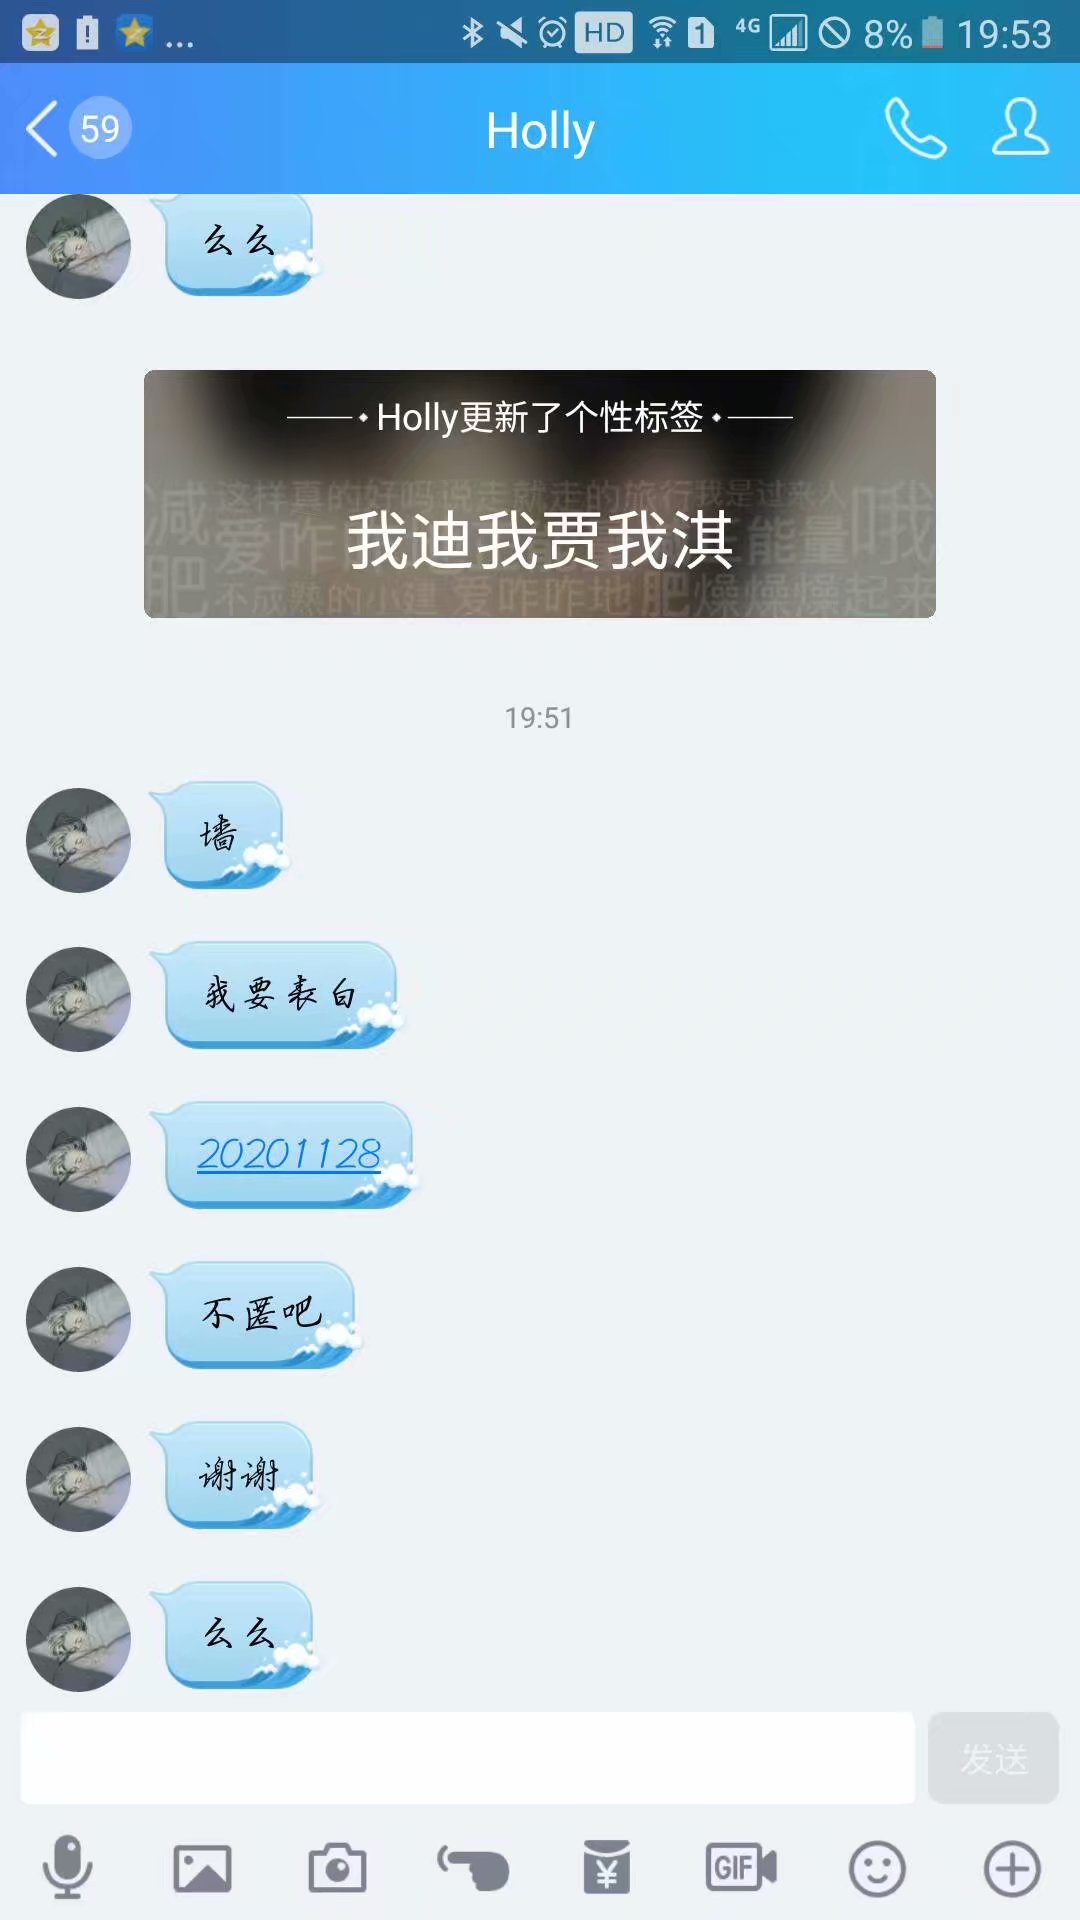 HD 1 4G 8% 19:53
59 Holly
么么
Holly更新了个性标签
这样真的好吗说走就走的旅行我是过来人
减肥 爱咋 能量 哦
我迪我贾我淇
不成熟的小建 爱咋咋地 肥燥燥燥起来
19:51
墙
我要表白
20201128
不匿吧
谢谢
么么
发送
GIF